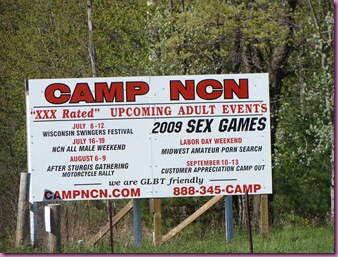 CAMP NCN
"XXX Rated" UPCOMING ADULT EVENTS
JULY 8-12
WISCONSIN SWINGERS FESTIVAL
JULY 16-19
NCN ALL MALE WEEKEND
AUGUST 6-9
AFTER STURGIS GATHERING
MOTORCYCLE RALLY
2009 SEX GAMES
LABOR DAY WEEKEND
MIDWEST AMATEUR PORN SEARCH
SEPTEMBER 10-13
CUSTOMER APPRECIATION CAMP OUT
we are GLBT friendly
CAMPNCN.COM
888-345-CAMP